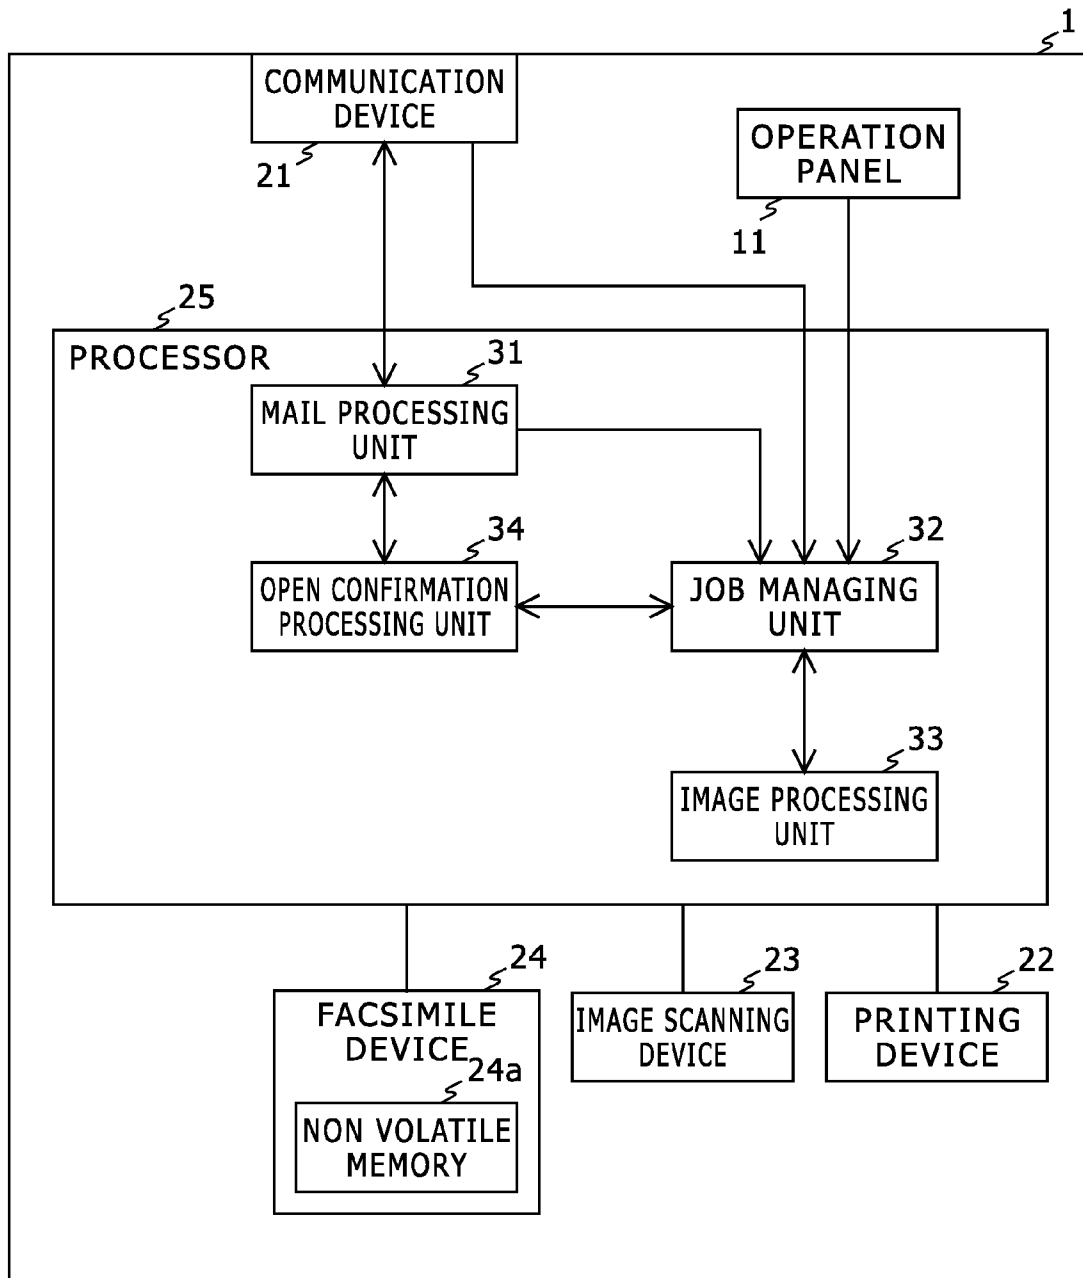 1
COMMUNICATION
DEVICE
21
OPERATION
PANEL
11
25
PROCESSOR
31
MAIL PROCESSING
UNIT
34
OPEN CONFIRMATION
PROCESSING UNIT
32
JOB MANAGING
UNIT
33
IMAGE PROCESSING
UNIT
24
FACSIMILE
DEVICE
24a
NON VOLATILE
MEMORY
23
IMAGE SCANNING
DEVICE
22
PRINTING
DEVICE